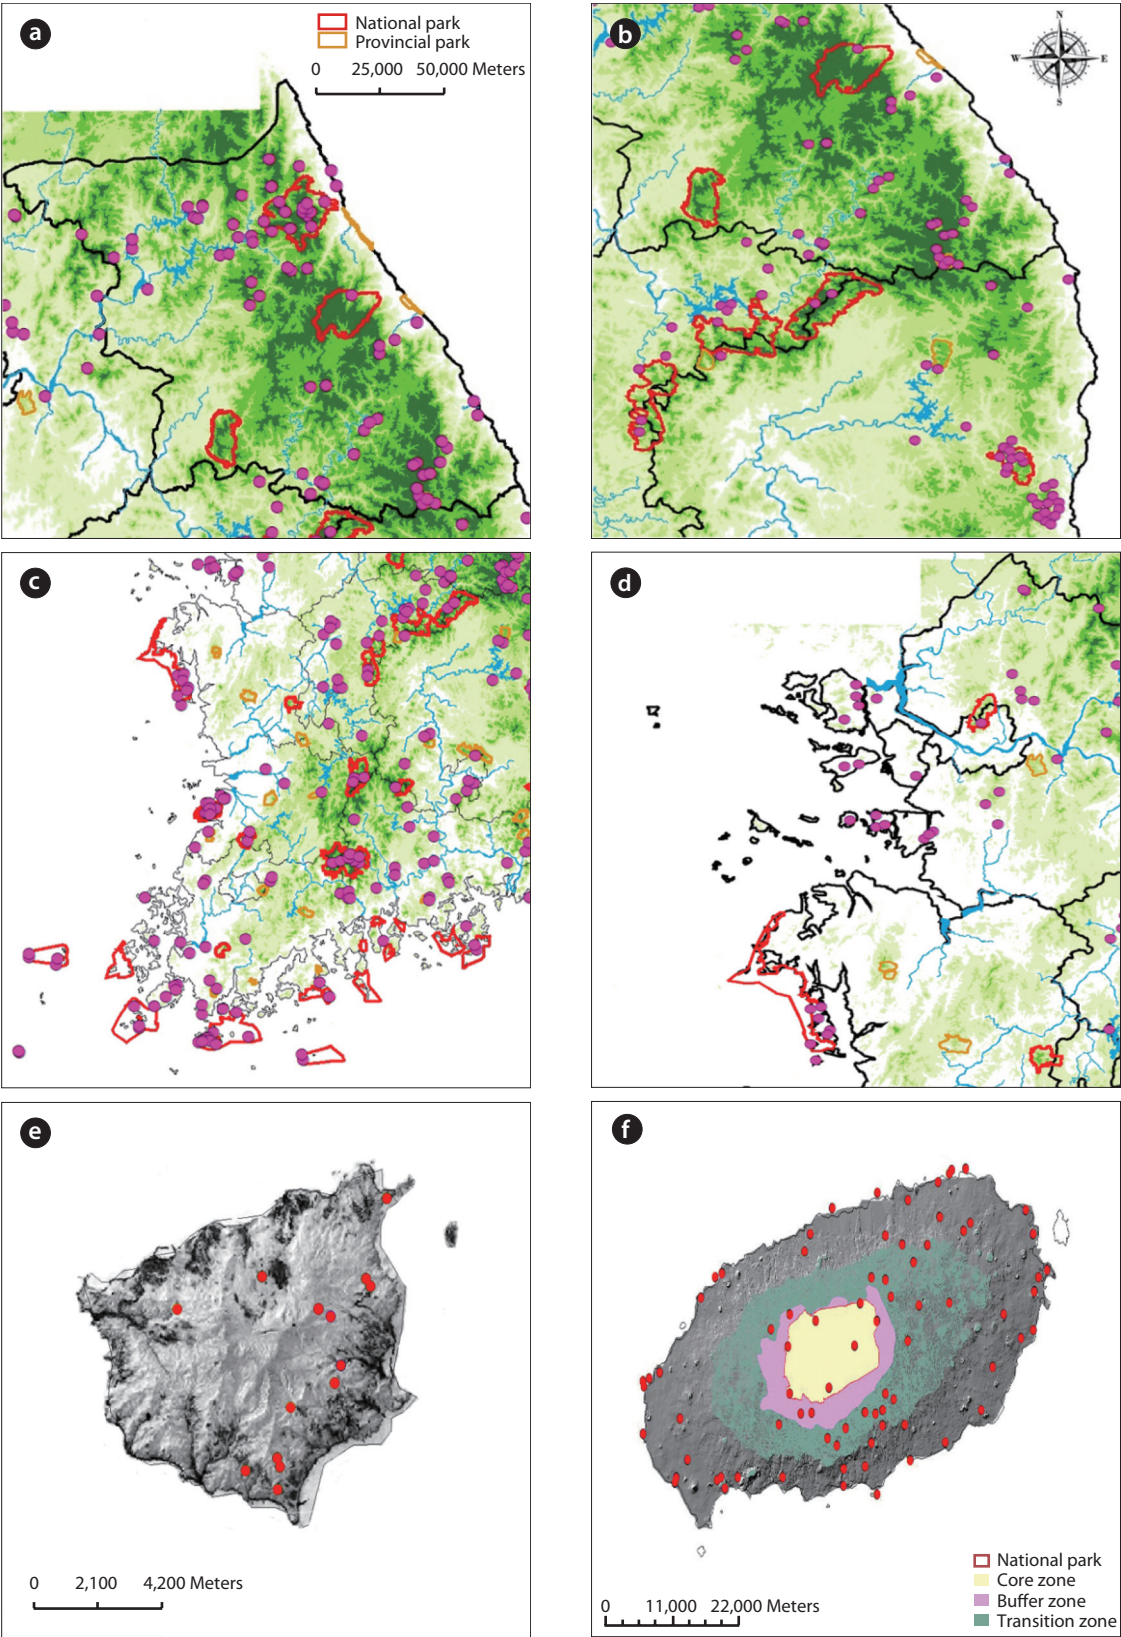 a
National park
Provincial park
0 25,000 50,000 Meters
b
N
W E
S
c
d
e
0 2,100 4,200 Meters
f
National park
Core zone
Buffer zone
Transition zone
0 11,000 22,000 Meters